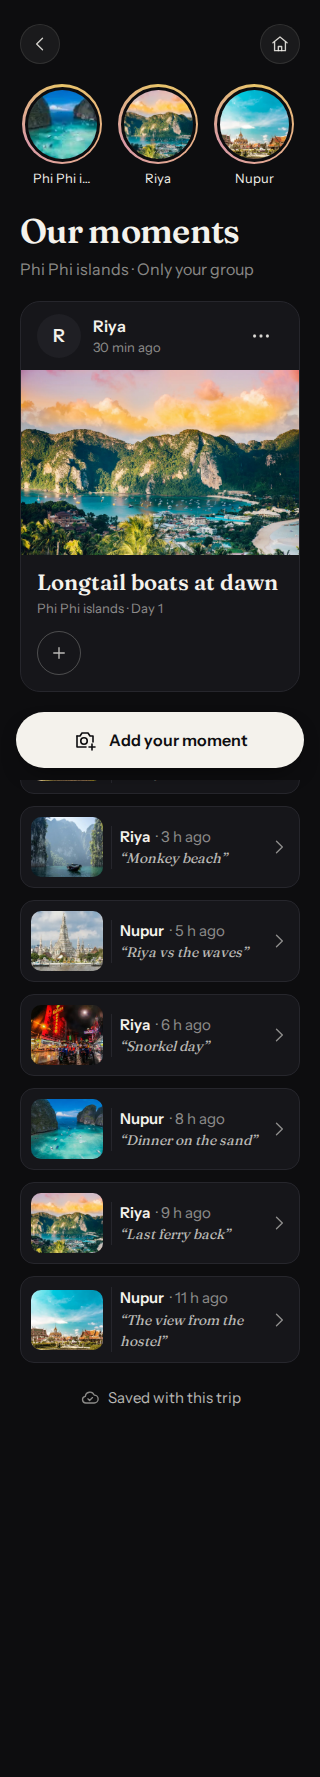 Phi Phi i...
Riya
Nupur
Our moments
Phi Phi islands · Only your group
R
Riya
30 min ago
Longtail boats at dawn
Phi Phi islands · Day 1
Add your moment
Riya · 3 h ago
“Monkey beach”
Nupur · 5 h ago
“Riya vs the waves”
Riya · 6 h ago
“Snorkel day”
Nupur · 8 h ago
“Dinner on the sand”
Riya · 9 h ago
“Last ferry back”
Nupur · 11 h ago
“The view from the
hostel”
Saved with this trip